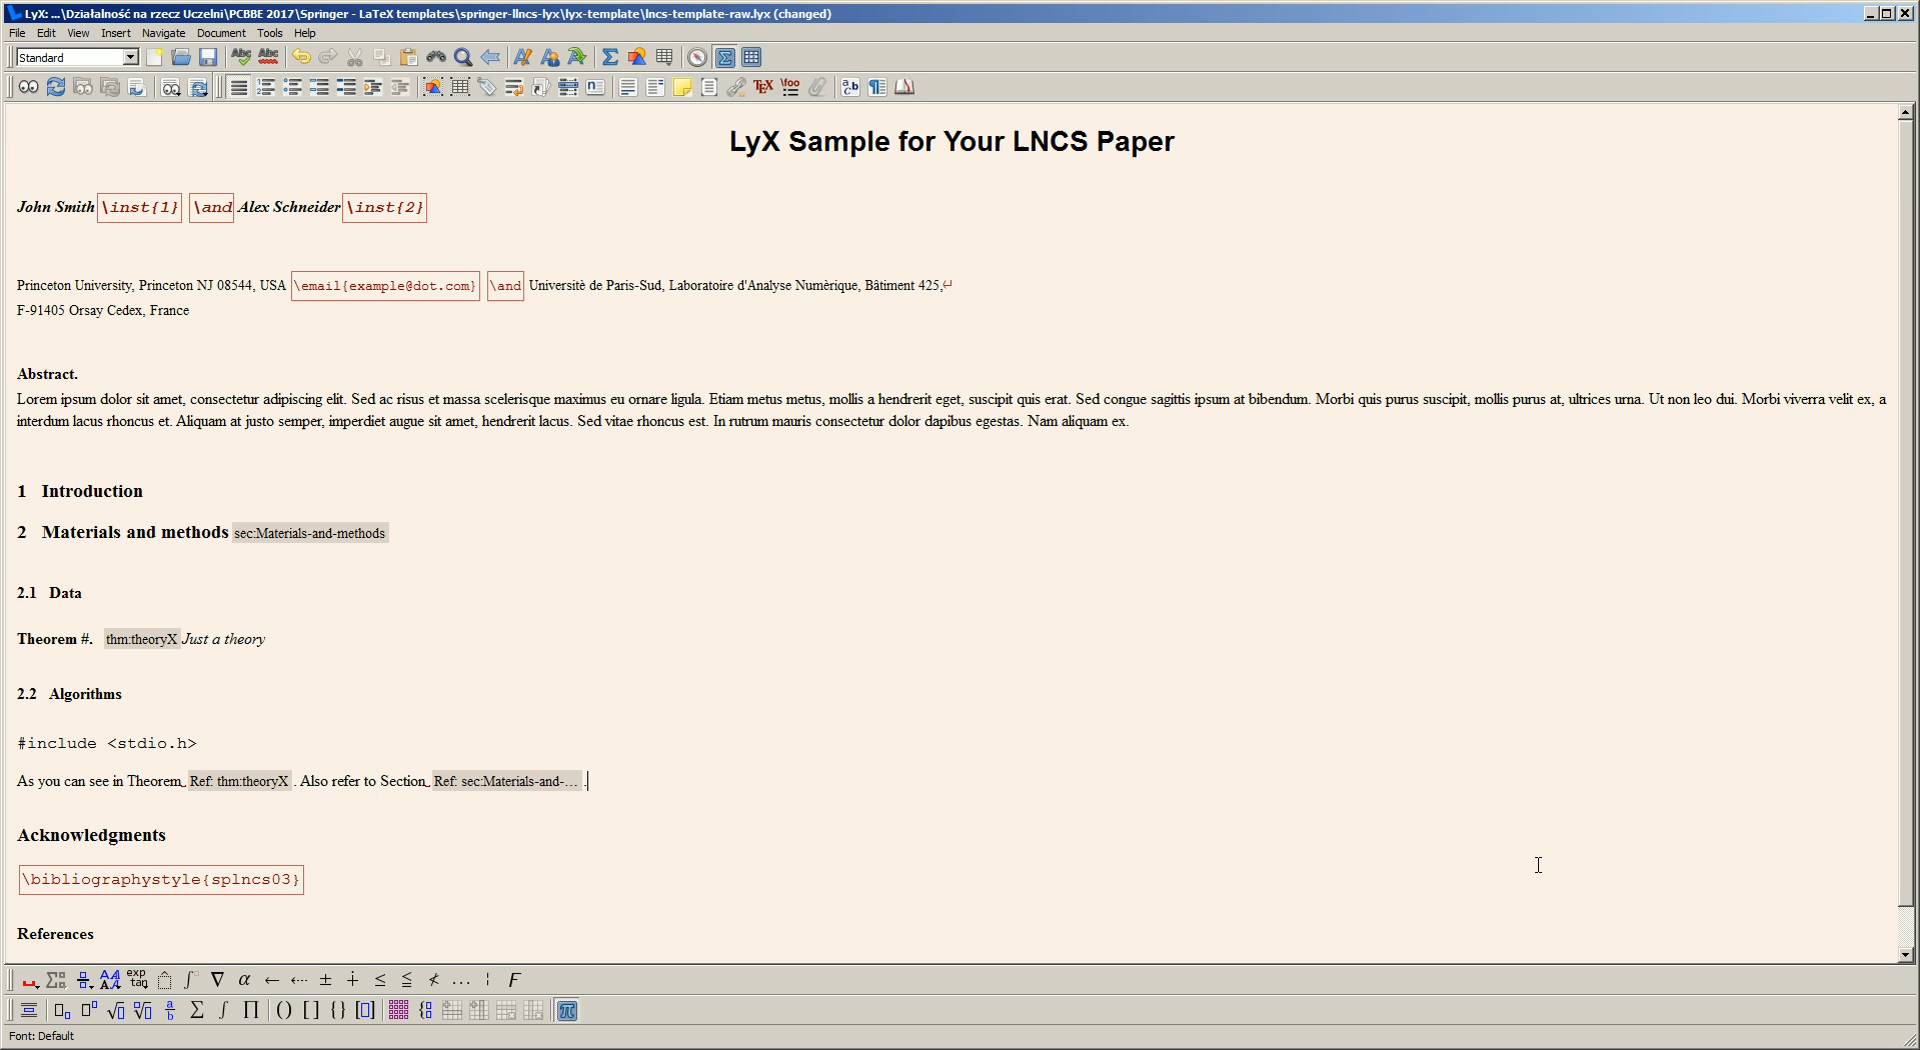 LyX: ...\Działalność na rzecz Uczelni\PCBBE 2017\Springer - LaTeX templates\springer-llncs-lyx\lyx-template\lncs-template-raw.lyx (changed)
File Edit View Insert Navigate Document Tools Help
Standard
LyX Sample for Your LNCS Paper
John Smith \inst{1} \and Alex Schneider \inst{2}
Princeton University, Princeton NJ 08544, USA \email{example@dot.com} \and Universitè de Paris-Sud, Laboratoire d'Analyse Numèrique, Bâtiment 425,
F-91405 Orsay Cedex, France
Abstract.
Lorem ipsum dolor sit amet, consectetur adipiscing elit. Sed ac risus et massa scelerisque maximus eu ornare ligula. Etiam metus metus, mollis a hendrerit eget, suscipit quis erat. Sed congue sagittis ipsum at bibendum. Morbi quis purus suscipit, mollis purus at, ultrices urna. Ut non leo dui. Morbi viverra velit ex, a
interdum lacus rhoncus et. Aliquam at justo semper, imperdiet augue sit amet, hendrerit lacus. Sed vitae rhoncus est. In rutrum mauris consectetur dolor dapibus egestas. Nam aliquam ex.
1 Introduction
2 Materials and methods sec:Materials-and-methods
2.1 Data
Theorem #. thm:theoryX Just a theory
2.2 Algorithms
#include <stdio.h>
As you can see in Theorem Ref: thm:theoryX . Also refer to Section Ref: sec:Materials-and-... .
Acknowledgments
\bibliographystyle{splncs03}
References
Font: Default